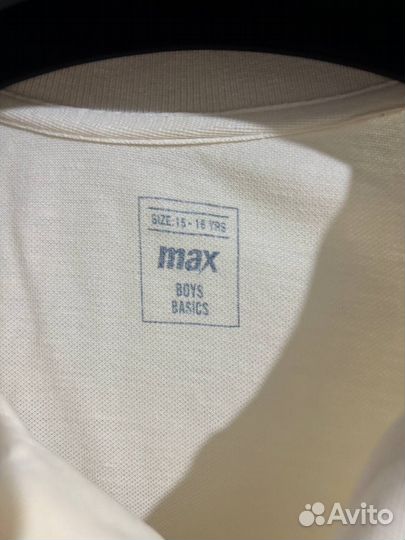 SIZE: 15 - 16 YRS
max
BOYS
BASICS
Avito